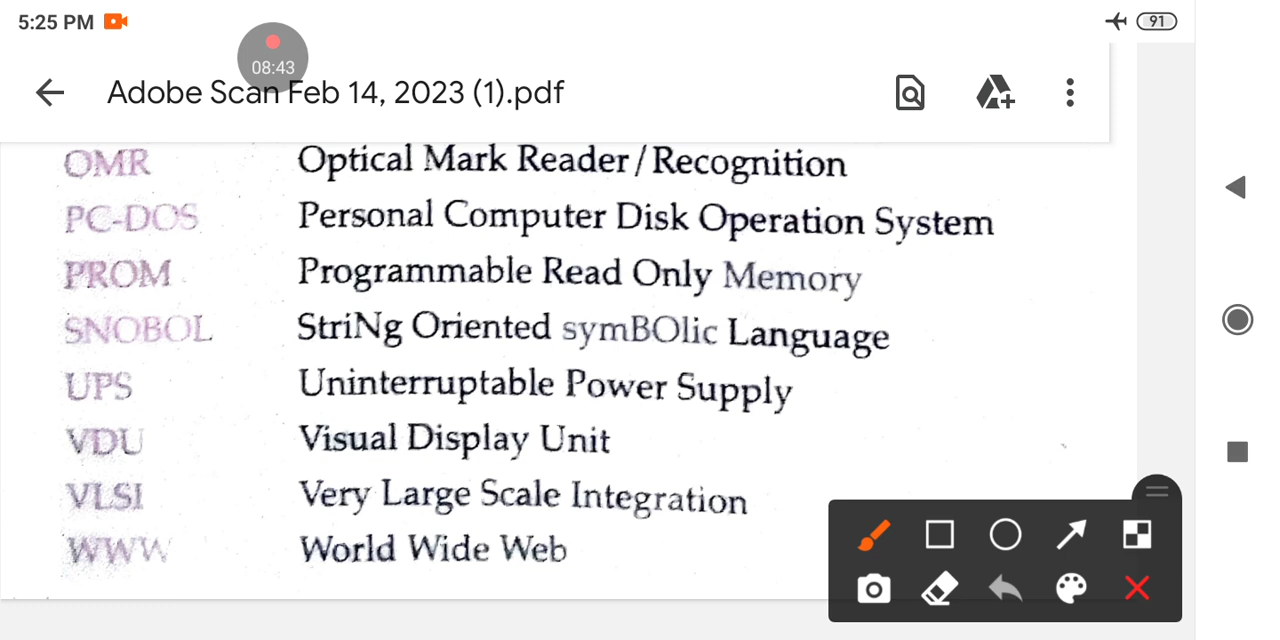 5:25 PM 91
08:43
Adobe Scan Feb 14, 2023 (1).pdf
OMR Optical Mark Reader/Recognition
PC-DOS Personal Computer Disk Operation System
PROM Programmable Read Only Memory
SNOBOL StriNg Oriented symBOlic Language
UPS Uninterruptable Power Supply
VDU Visual Display Unit
VLSI Very Large Scale Integration
WWW World Wide Web